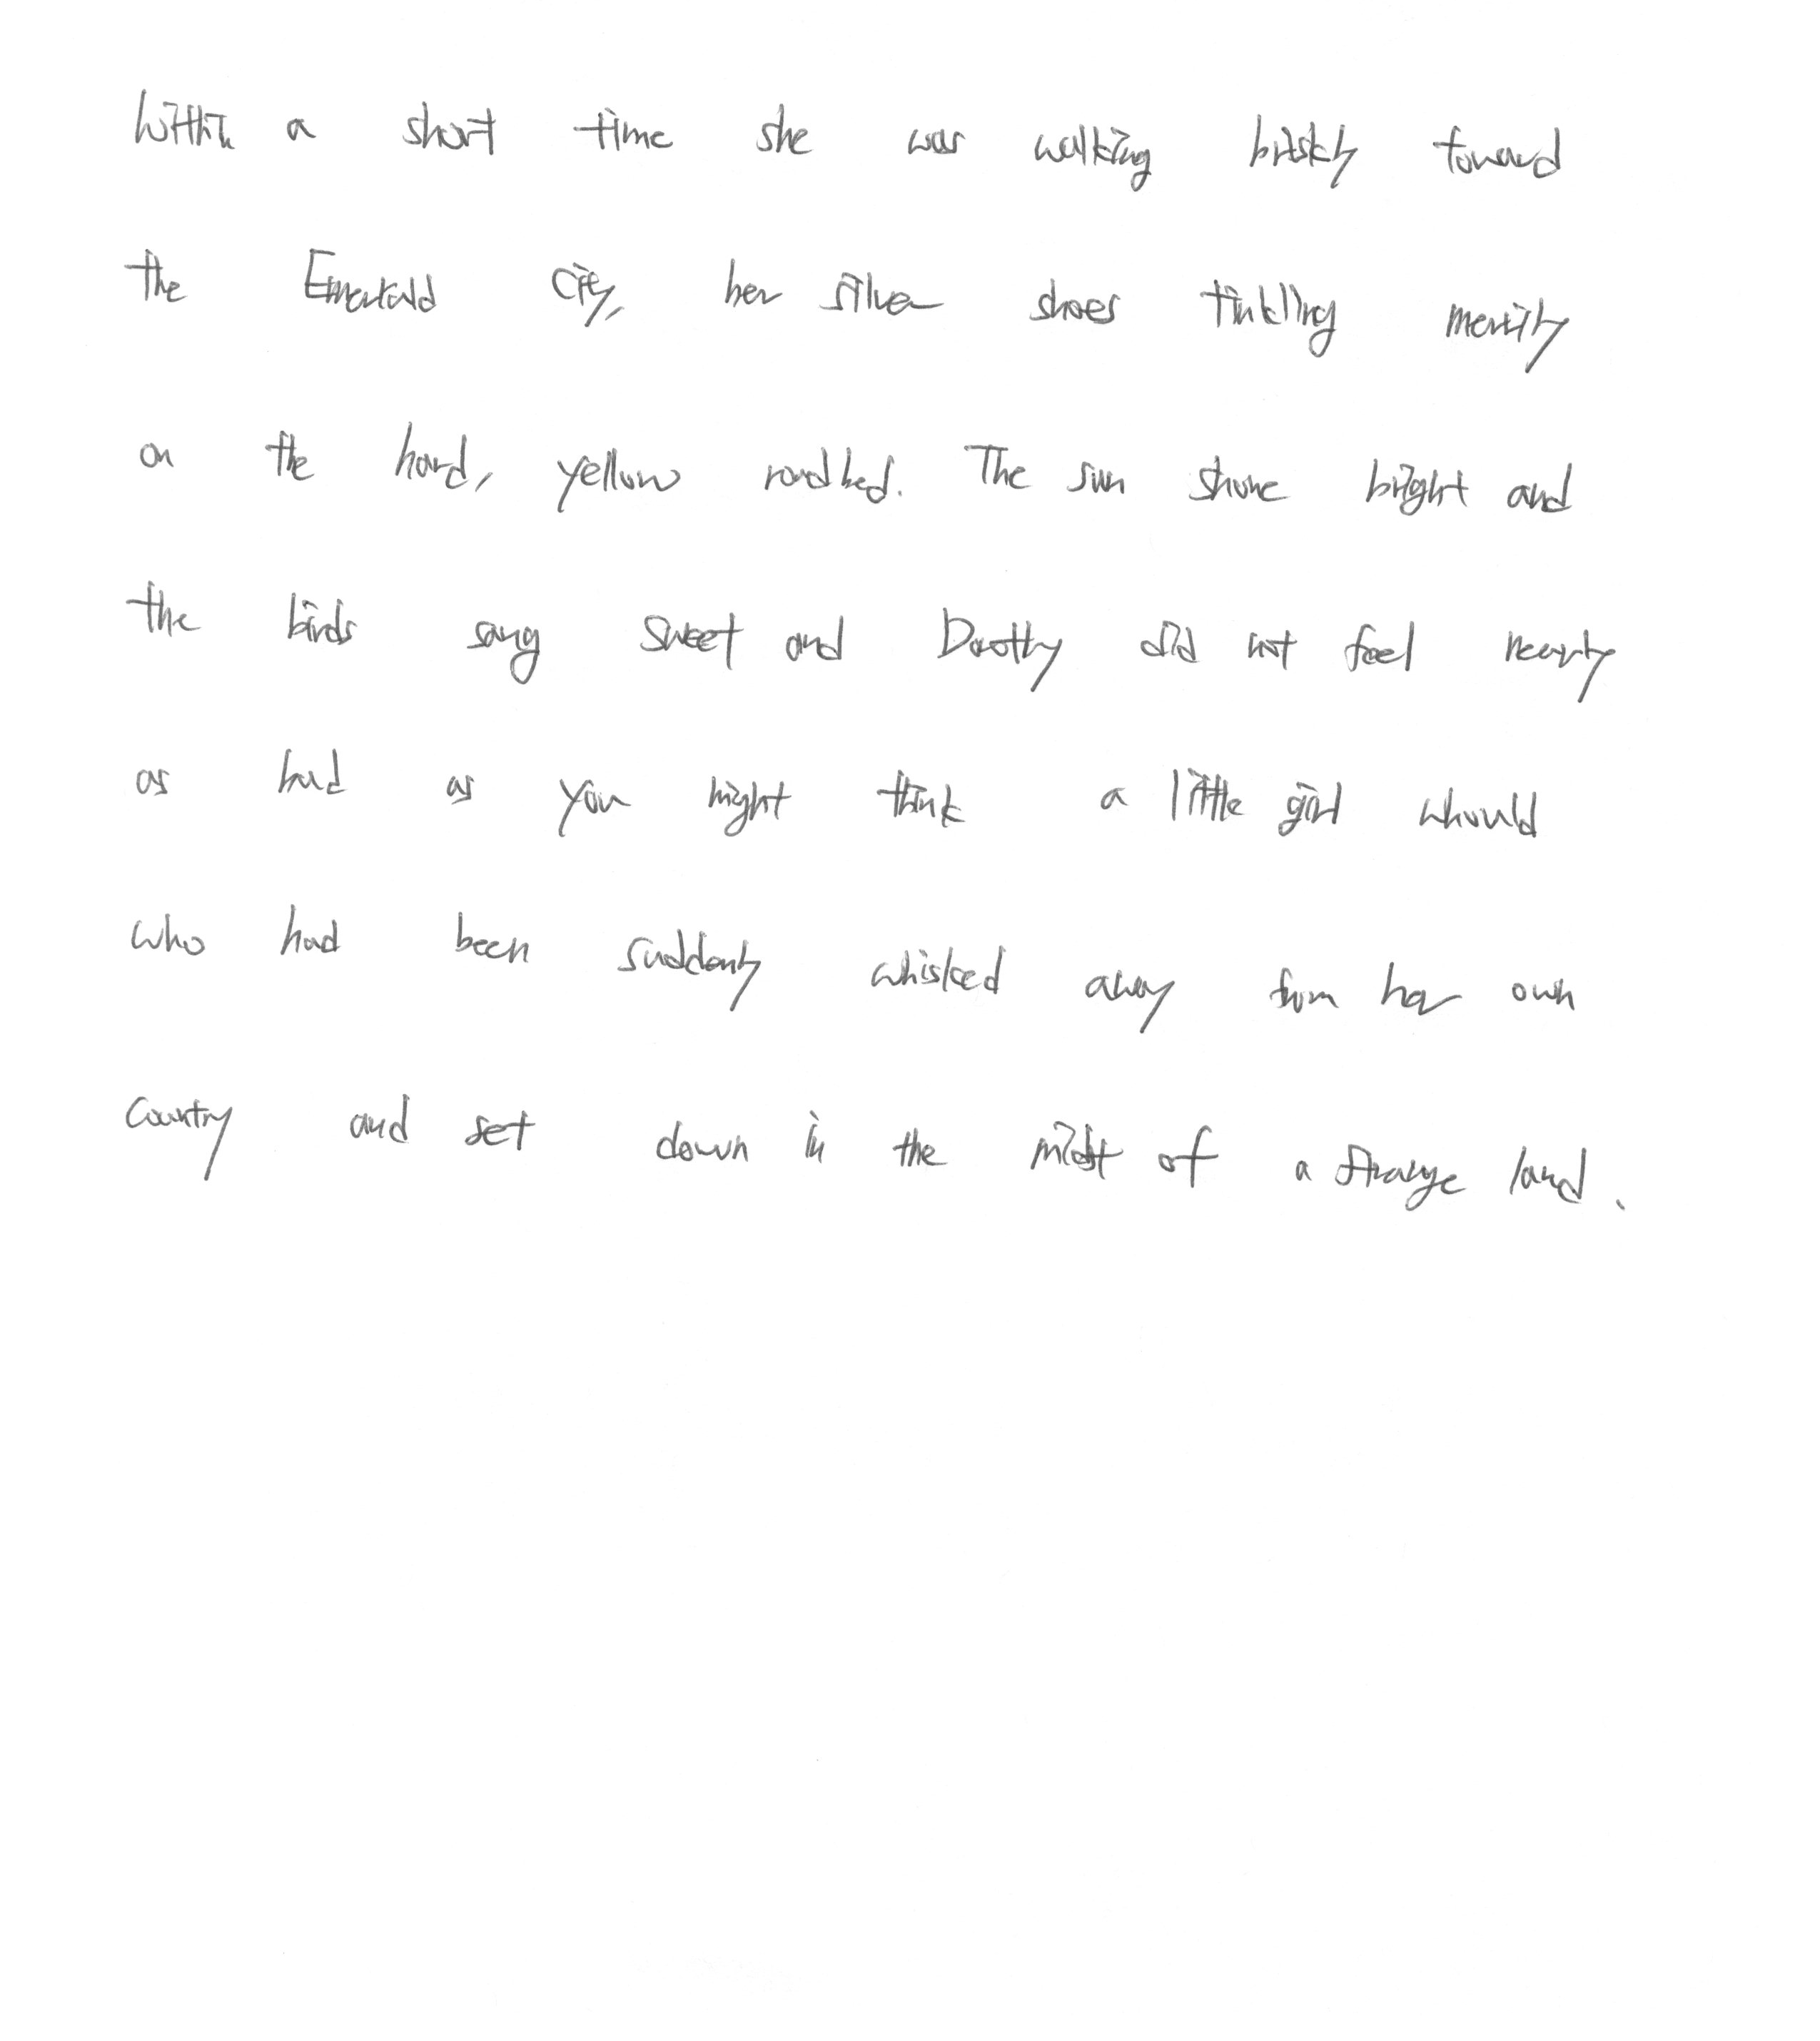 Within a short time she was walking briskly toward
the Emerald City, her silver shoes tinkling merrily
on the hard, yellow roadbed. The sun shone bright and
the birds sang sweet and Dorothy did not feel nearly
as bad as you might think a little girl whould
who had been suddenly whisked away from her own
country and set down in the midst of a strange land.